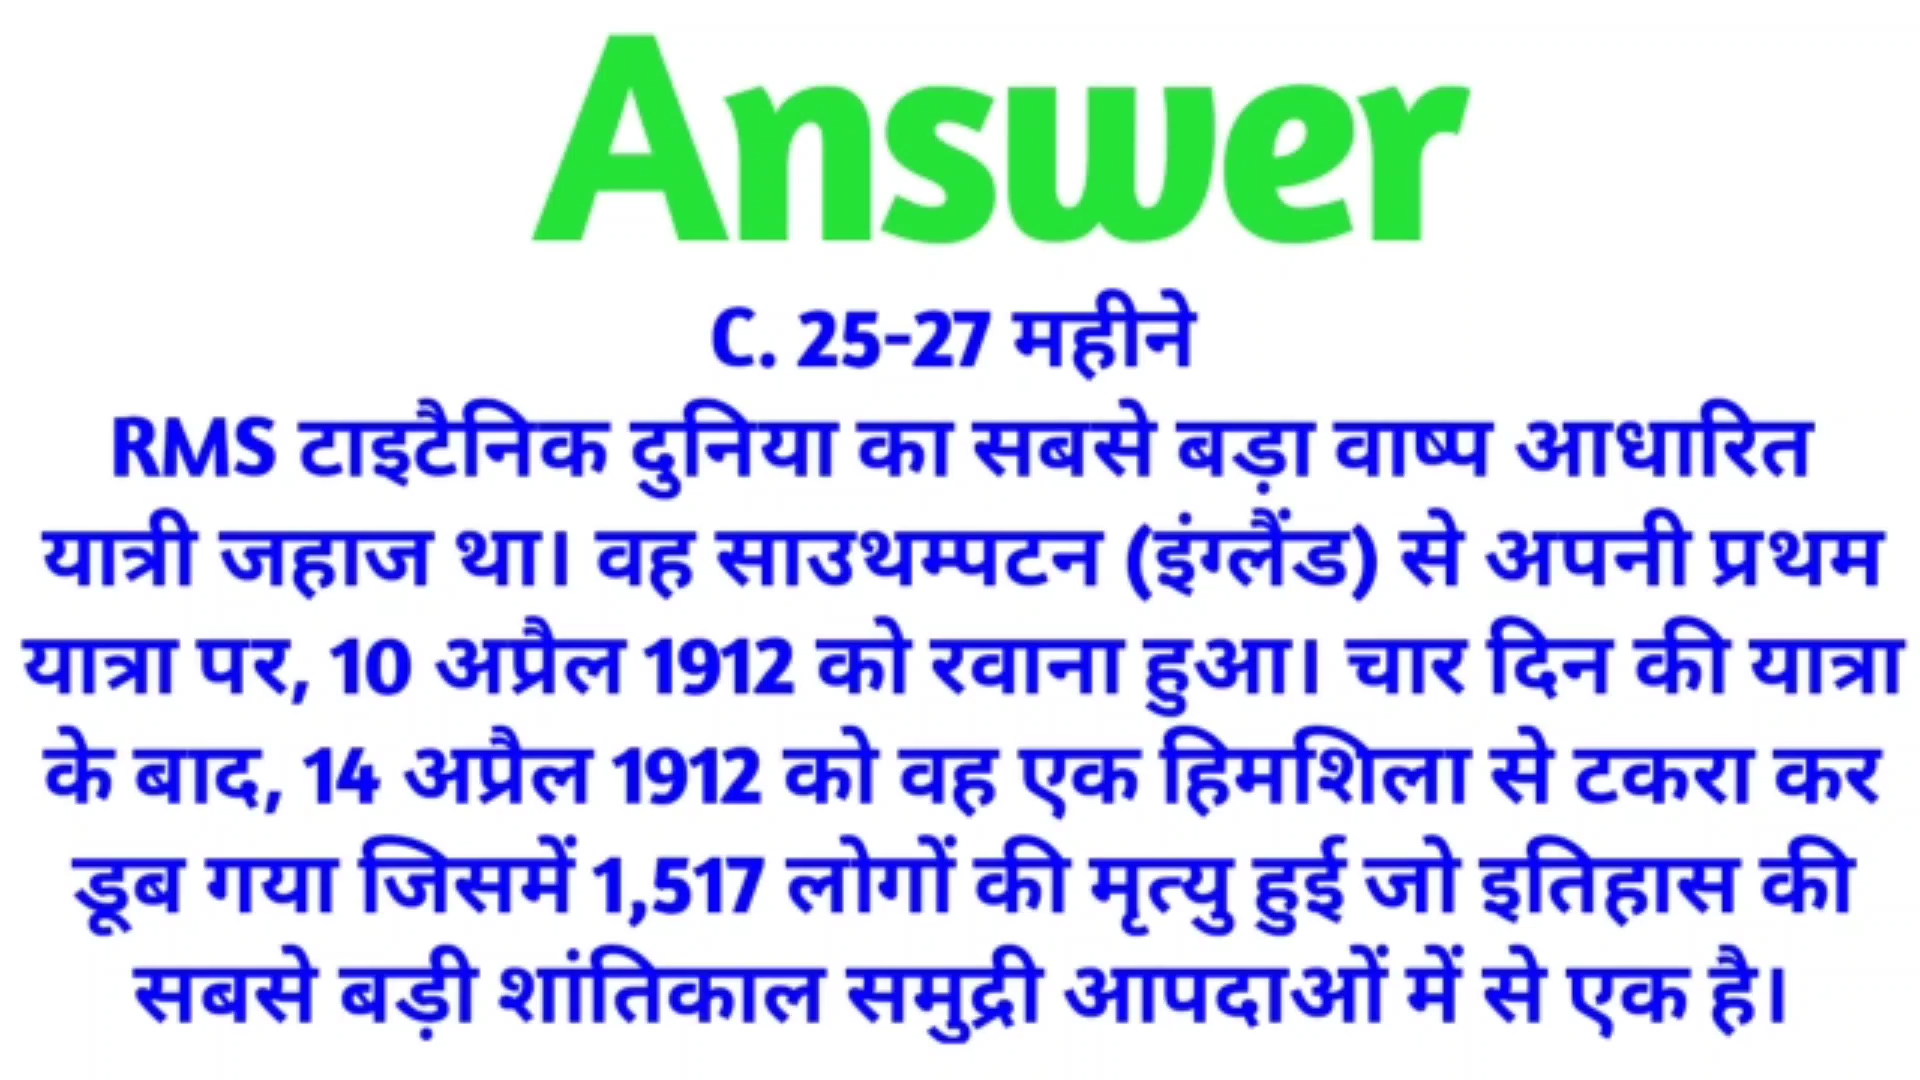 Answer
C. 25-27 महीने
RMS टाइटैनिक दुनिया का सबसे बड़ा वाष्प आधारित
यात्री जहाज था। वह साउथम्पटन (इंग्लैंड) से अपनी प्रथम
यात्रा पर, 10 अप्रैल 1912 को रवाना हुआ। चार दिन की यात्रा
के बाद, 14 अप्रैल 1912 को वह एक हिमशिला से टकरा कर
डूब गया जिसमें 1,517 लोगों की मृत्यु हुई जो इतिहास की
सबसे बड़ी शांतिकाल समुद्री आपदाओं में से एक है।